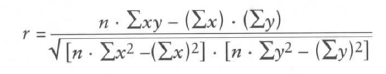 r = n · Σxy – (Σx) · (Σy) / √[n · Σx² –(Σx)²] · [n · Σy² – (Σy)²]